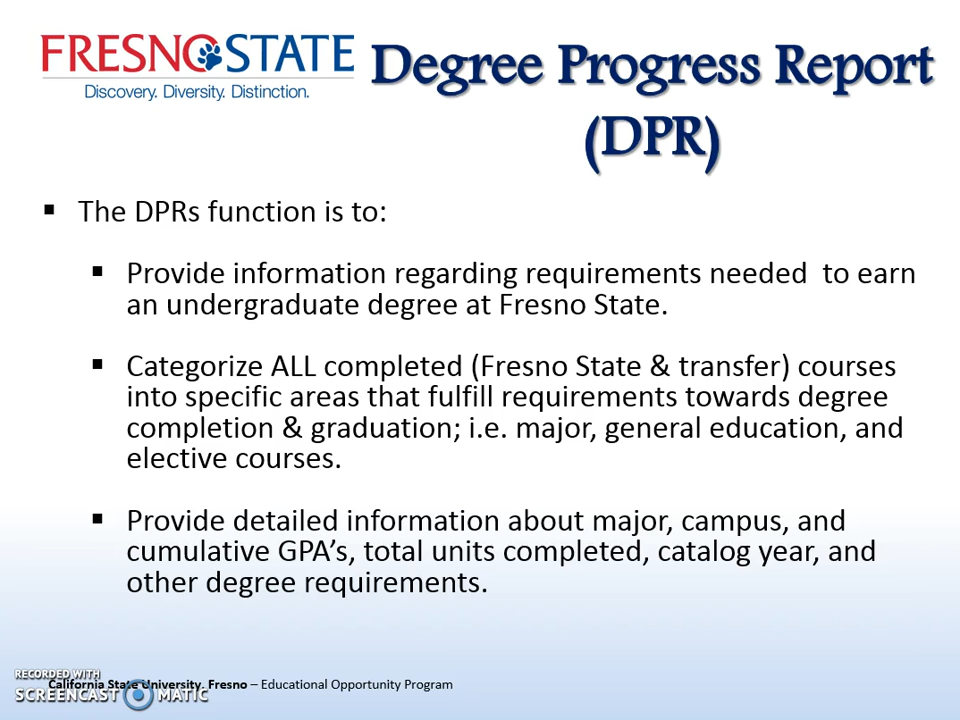 FRESNO STATE
Discovery. Diversity. Distinction.
Degree Progress Report
(DPR)
▪ The DPRs function is to:
▪ Provide information regarding requirements needed  to earn
an undergraduate degree at Fresno State.
▪ Categorize ALL completed (Fresno State & transfer) courses
into specific areas that fulfill requirements towards degree
completion & graduation; i.e. major, general education, and
elective courses.
▪ Provide detailed information about major, campus, and
cumulative GPA’s, total units completed, catalog year, and
other degree requirements.
RECORDED WITH
SCREENCAST MATIC
California State University, Fresno – Educational Opportunity Program